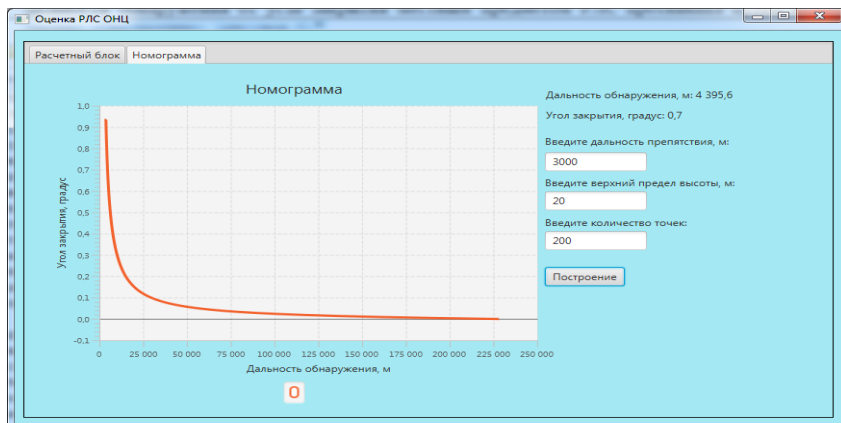 Оценка РЛС ОНЦ
Расчетный блок
Номограмма
Номограмма
Угол закрытия, градус
1,0
0,9
0,8
0,7
0,6
0,5
0,4
0,3
0,2
0,1
0,0
-0,1
0
25 000
50 000
75 000
100 000
125 000
150 000
175 000
200 000
225 000
250 000
Дальность обнаружения, м
Дальность обнаружения, м: 4 395,6
Угол закрытия, градус: 0,7
Введите дальность препятствия, м:
3000
Введите верхний предел высоты, м:
20
Введите количество точек:
200
Построение